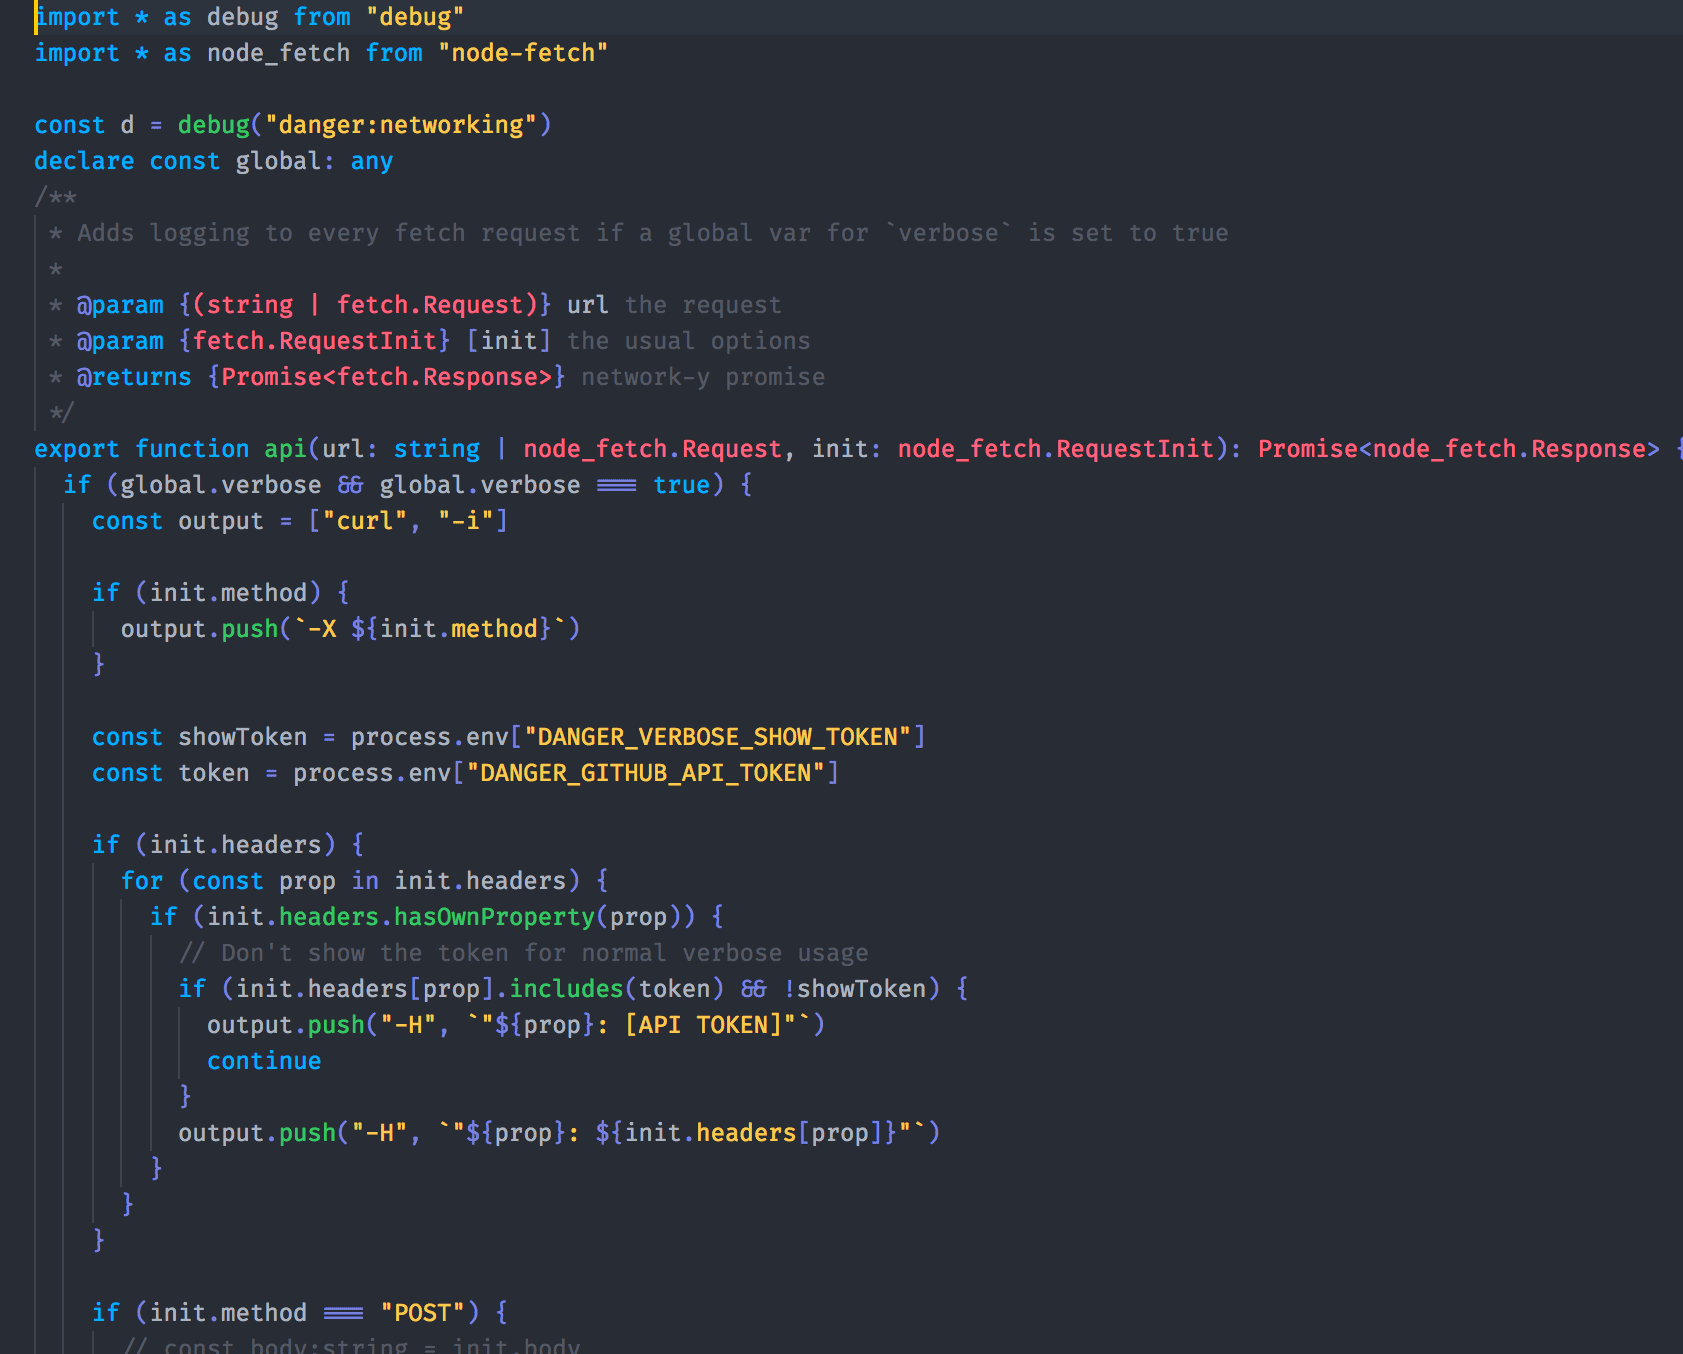 import * as debug from "debug"
import * as node_fetch from "node-fetch"

const d = debug("danger:networking")
declare const global: any
/**
 * Adds logging to every fetch request if a global var for `verbose` is set to true
 *
 * @param {(string | fetch.Request)} url the request
 * @param {fetch.RequestInit} [init] the usual options
 * @returns {Promise<fetch.Response>} network-y promise
 */
export function api(url: string | node_fetch.Request, init: node_fetch.RequestInit): Promise<node_fetch.Response> {
  if (global.verbose && global.verbose === true) {
    const output = ["curl", "-i"]

    if (init.method) {
      output.push(`-X ${init.method}`)
    }

    const showToken = process.env["DANGER_VERBOSE_SHOW_TOKEN"]
    const token = process.env["DANGER_GITHUB_API_TOKEN"]

    if (init.headers) {
      for (const prop in init.headers) {
        if (init.headers.hasOwnProperty(prop)) {
          // Don't show the token for normal verbose usage
          if (init.headers[prop].includes(token) && !showToken) {
            output.push("-H", `"${prop}: [API TOKEN]"`)
            continue
          }
          output.push("-H", `"${prop}: ${init.headers[prop]}"`)
        }
      }
    }

    if (init.method === "POST") {
      // const body:string = init.body